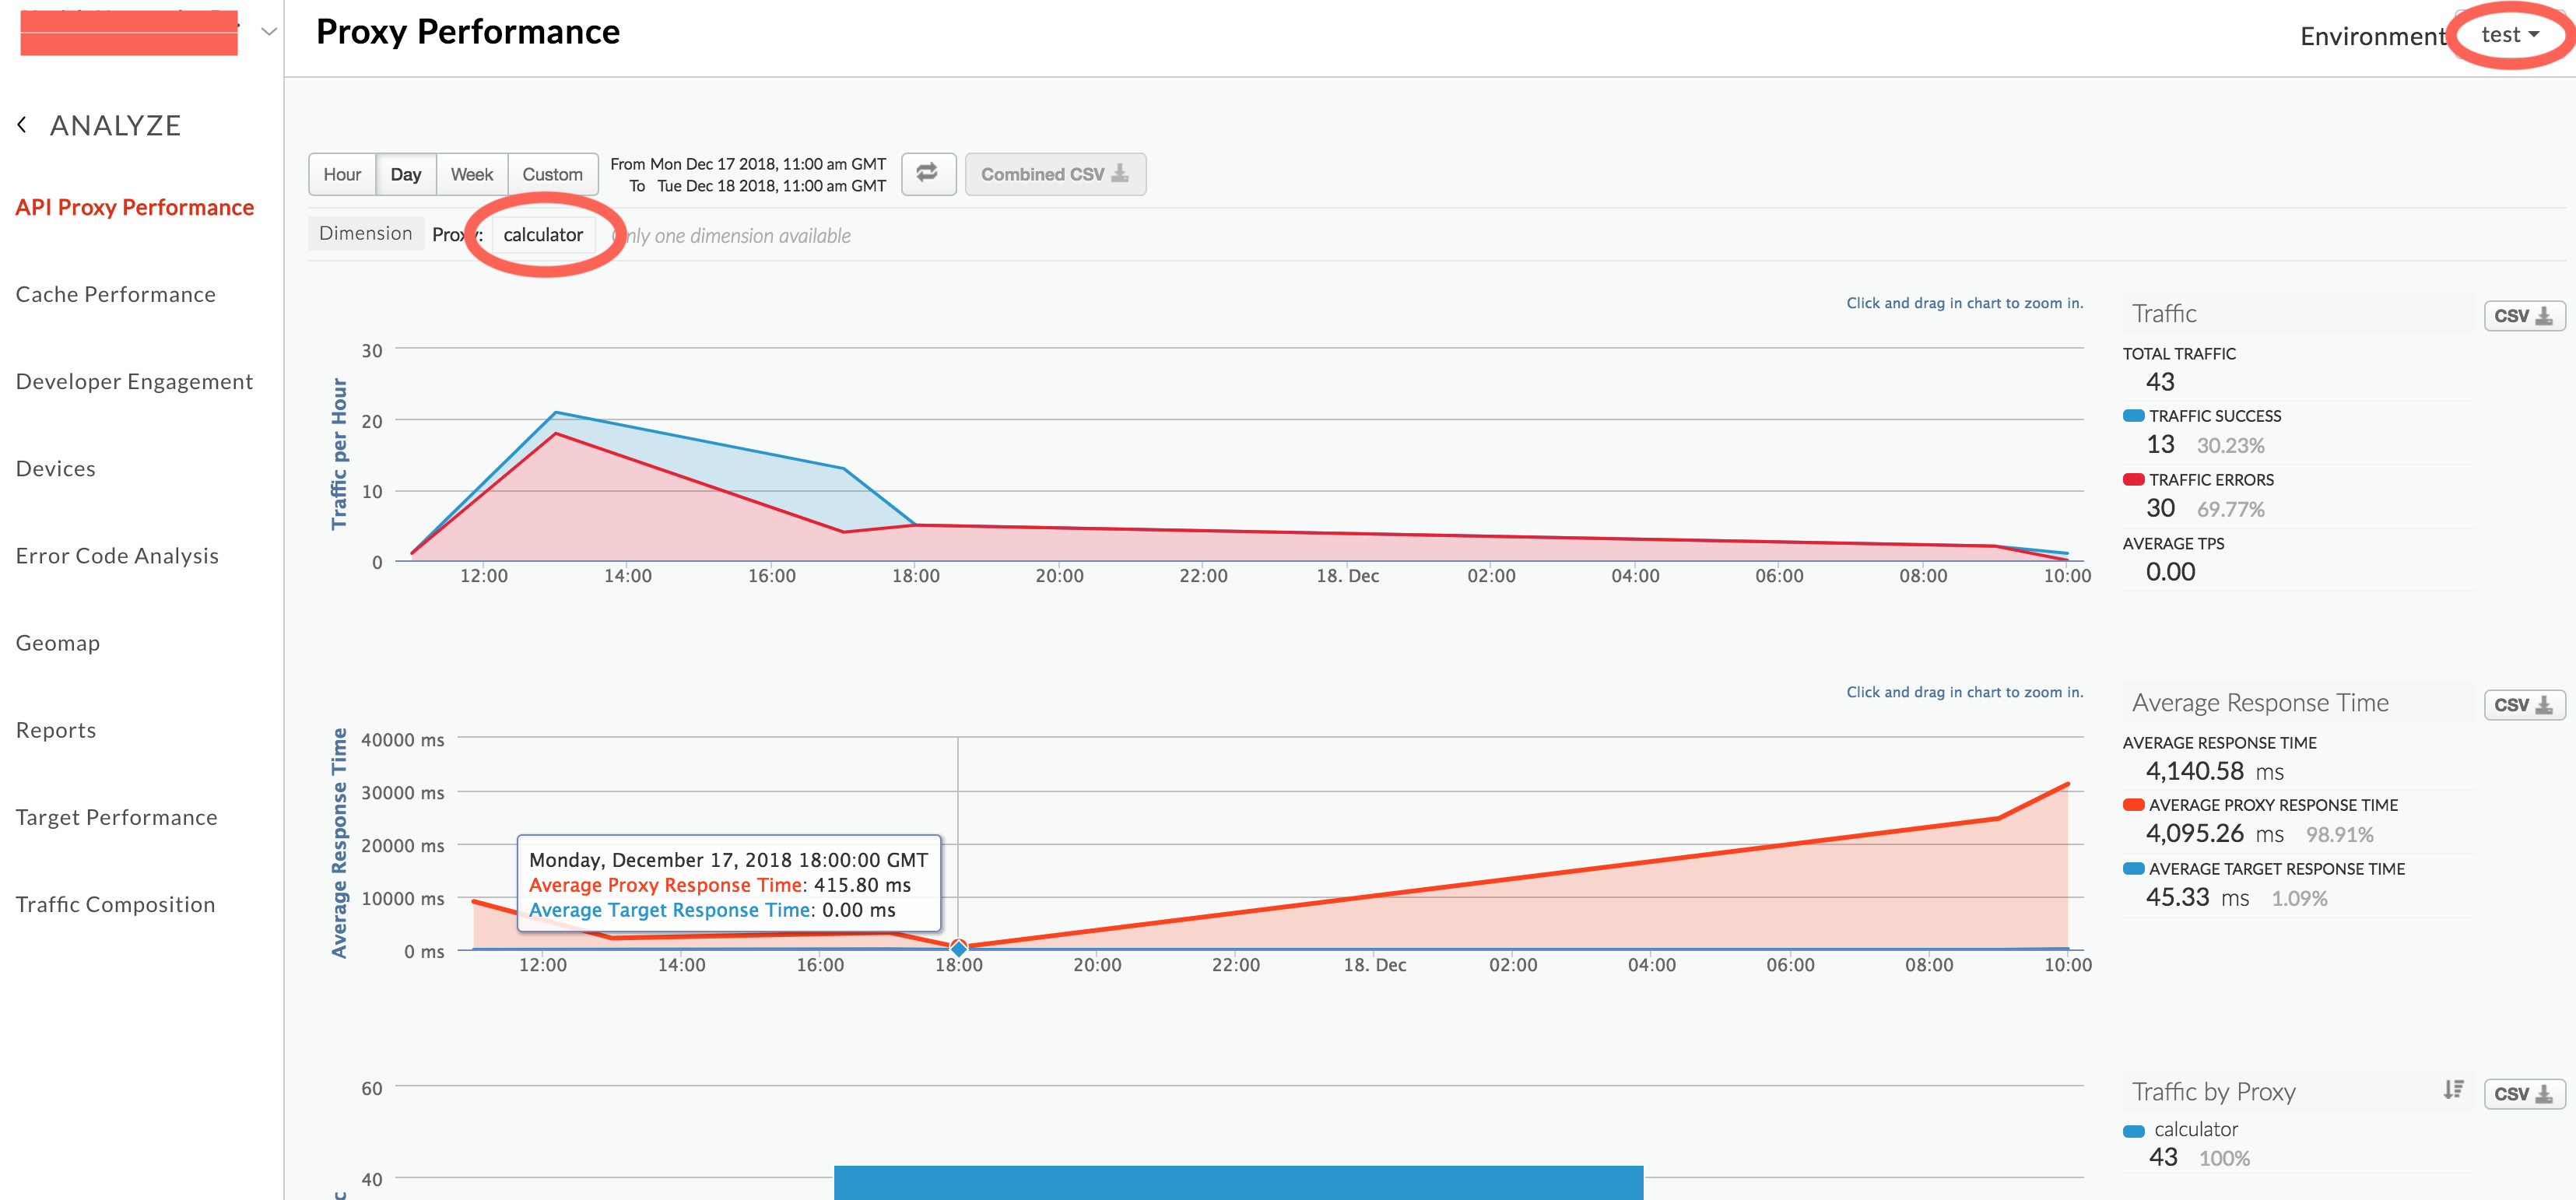 Proxy Performance
Environment test
ANALYZE
API Proxy Performance
Cache Performance
Developer Engagement
Devices
Error Code Analysis
Geomap
Reports
Target Performance
Traffic Composition
Hour Day Week Custom
From Mon Dec 17 2018, 11:00 am GMT
To Tue Dec 18 2018, 11:00 am GMT
Combined CSV
Dimension Proxy: calculator only one dimension available
Click and drag in chart to zoom in.
Traffic per Hour
30
20
10
0
12:00 14:00 16:00 18:00 20:00 22:00 18. Dec 02:00 04:00 06:00 08:00 10:00
Traffic CSV
TOTAL TRAFFIC
43
TRAFFIC SUCCESS
13 30.23%
TRAFFIC ERRORS
30 69.77%
AVERAGE TPS
0.00
Click and drag in chart to zoom in.
Average Response Time
40000 ms
30000 ms
20000 ms
10000 ms
0 ms
Monday, December 17, 2018 18:00:00 GMT
Average Proxy Response Time: 415.80 ms
Average Target Response Time: 0.00 ms
12:00 14:00 16:00 18:00 20:00 22:00 18. Dec 02:00 04:00 06:00 08:00 10:00
Average Response Time CSV
AVERAGE RESPONSE TIME
4,140.58 ms
AVERAGE PROXY RESPONSE TIME
4,095.26 ms 98.91%
AVERAGE TARGET RESPONSE TIME
45.33 ms 1.09%
60
40
Traffic by Proxy CSV
calculator
43 100%